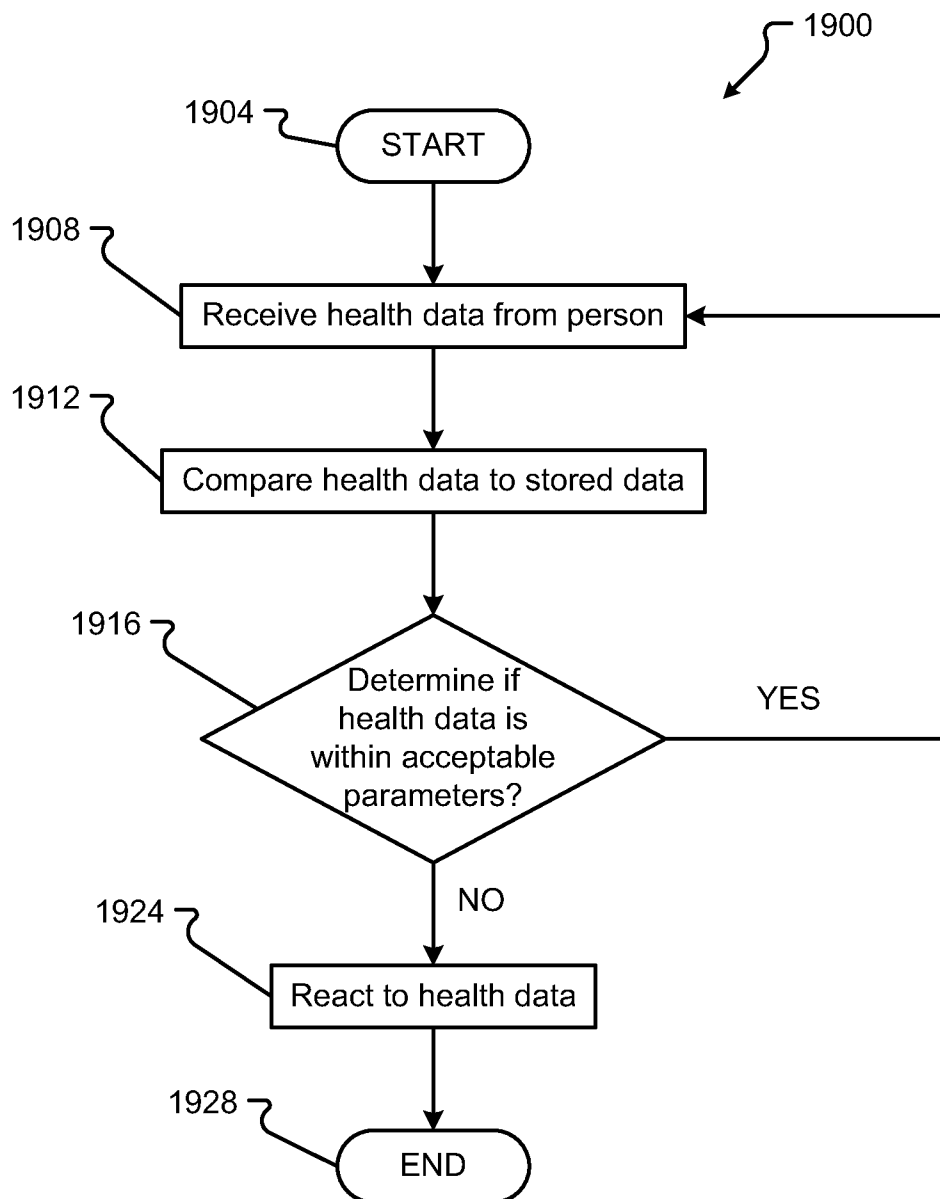 1900
1904
START
1908
Receive health data from person
1912
Compare health data to stored data
1916
Determine if
health data is
within acceptable
parameters?
YES
NO
1924
React to health data
1928
END